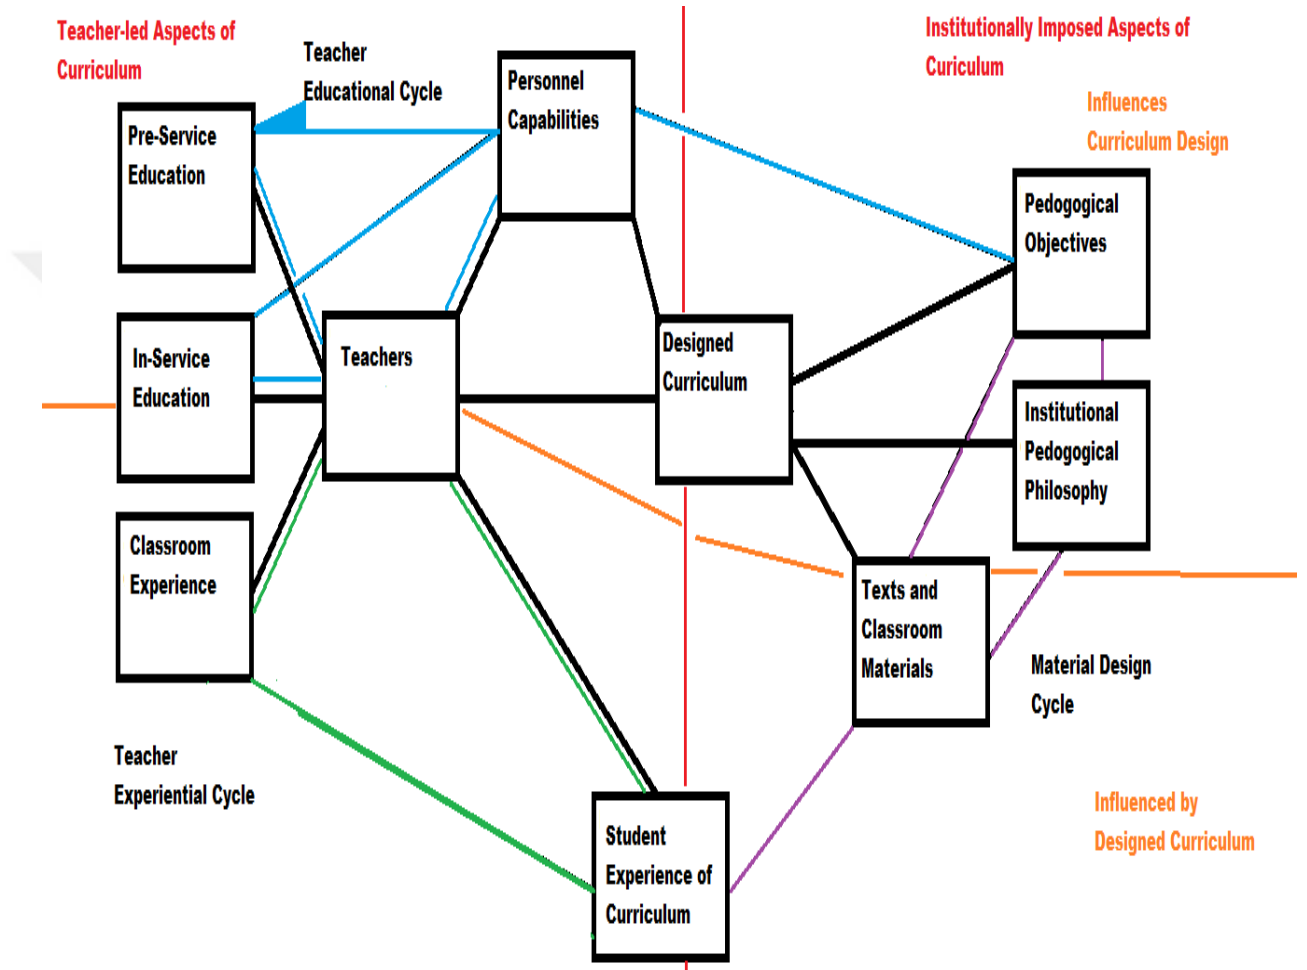 Teacher-led Aspects of
Curriculum
Teacher
Educational Cycle
Personnel
Capabilities
Institutionally Imposed Aspects of
Curiculum
Influences
Curriculum Design
Pre-Service
Education
Pedogogical
Objectives
In-Service
Education
Teachers
Designed
Curriculum
Institutional
Pedogogical
Philosophy
Classroom
Experience
Texts and
Classroom
Materials
Material Design
Cycle
Teacher
Experiential Cycle
Student
Experience of
Curriculum
Influenced by
Designed Curriculum